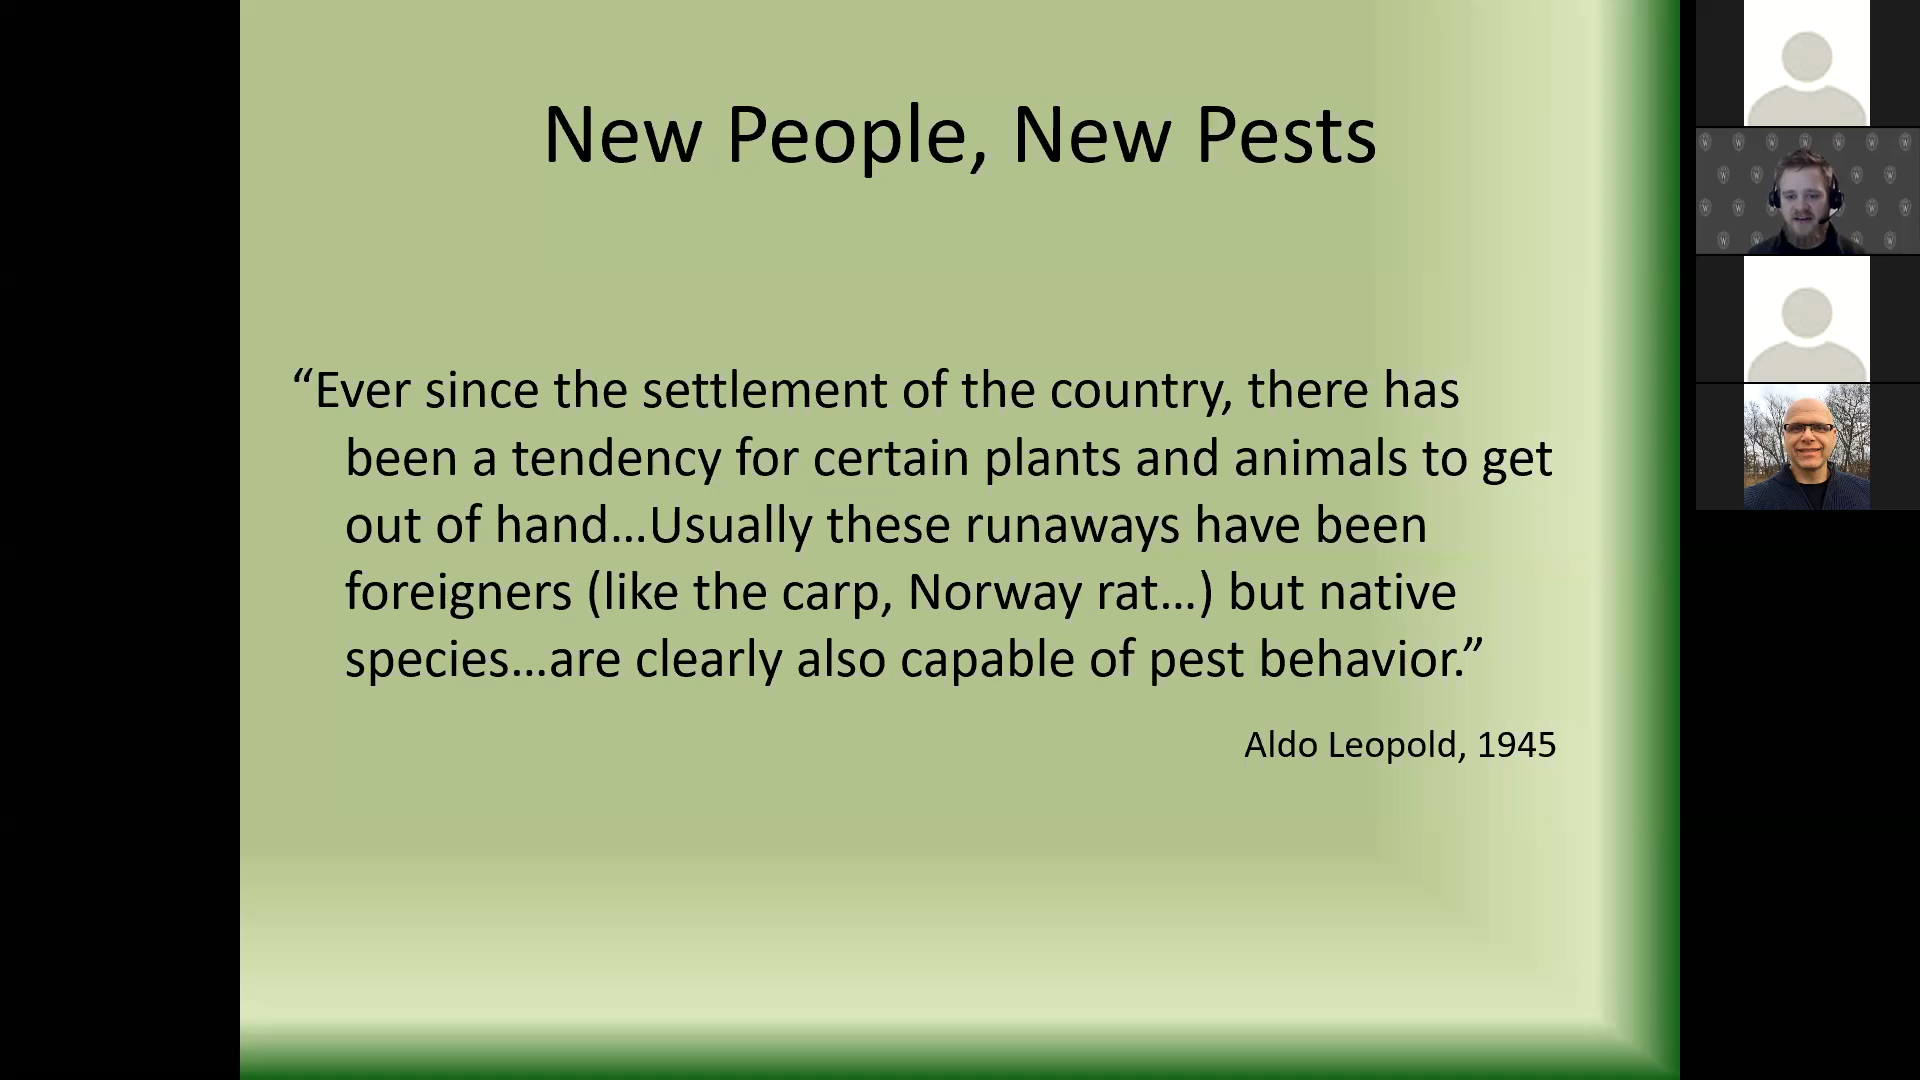 New People, New Pests
“Ever since the settlement of the country, there has
been a tendency for certain plants and animals to get
out of hand…Usually these runaways have been
foreigners (like the carp, Norway rat…) but native
species…are clearly also capable of pest behavior.”
Aldo Leopold, 1945